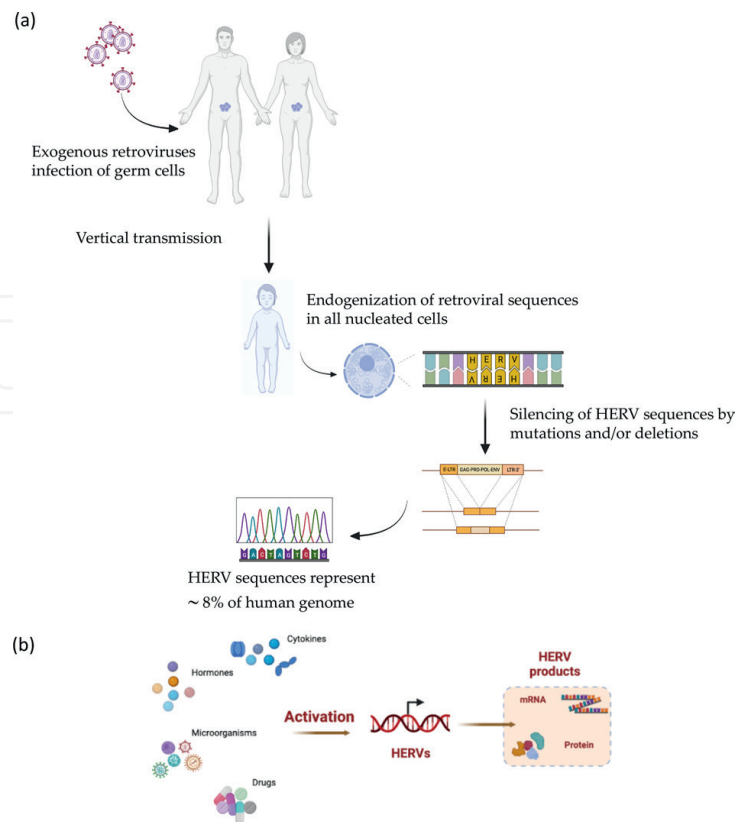 (a)
Exogenous retroviruses
infection of germ cells
Vertical transmission
Endogenization of retroviral sequences
in all nucleated cells
H E R V
H E R V
Silencing of HERV sequences by
mutations and/or deletions
5'-LTR GAG-PRO-POL-ENV LTR-3'
G A C T A G T C T G
HERV sequences represent
~ 8% of human genome
(b)
Cytokines
Hormones
Microorganisms
Drugs
Activation
HERVs
HERV
products
mRNA
Protein